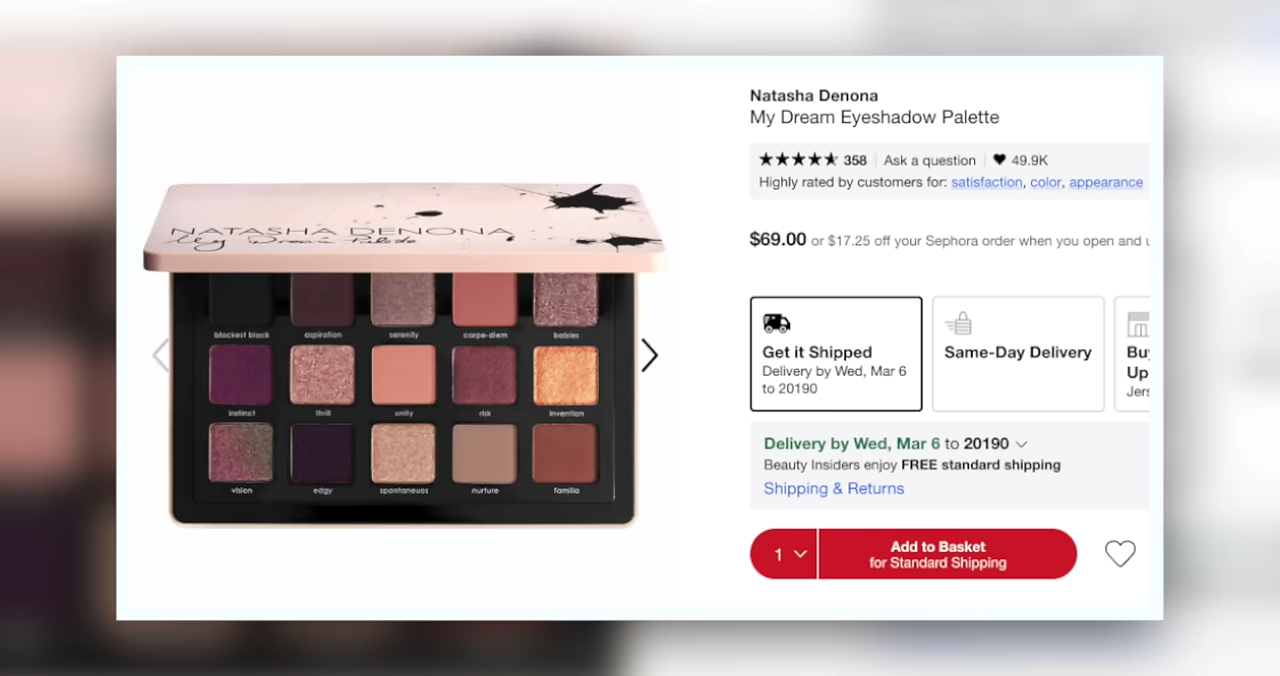 NATASHA DENONA
My Dream Palette
blackest black
aspiration
serenity
carpe-diem
babies
instinct
thrill
unity
risk
invention
vision
edgy
spontaneuos
nurture
familia
Natasha Denona
My Dream Eyeshadow Palette
358 Ask a question 49.9K
Highly rated by customers for: satisfaction, color, appearance
$69.00 or $17.25 off your Sephora order when you open and u
Get it Shipped
Delivery by Wed, Mar 6
to 20190
Same-Day Delivery
Buy
Up
Jers
Delivery by Wed, Mar 6 to 20190
Beauty Insiders enjoy FREE standard shipping
Shipping & Returns
1
Add to Basket
for Standard Shipping